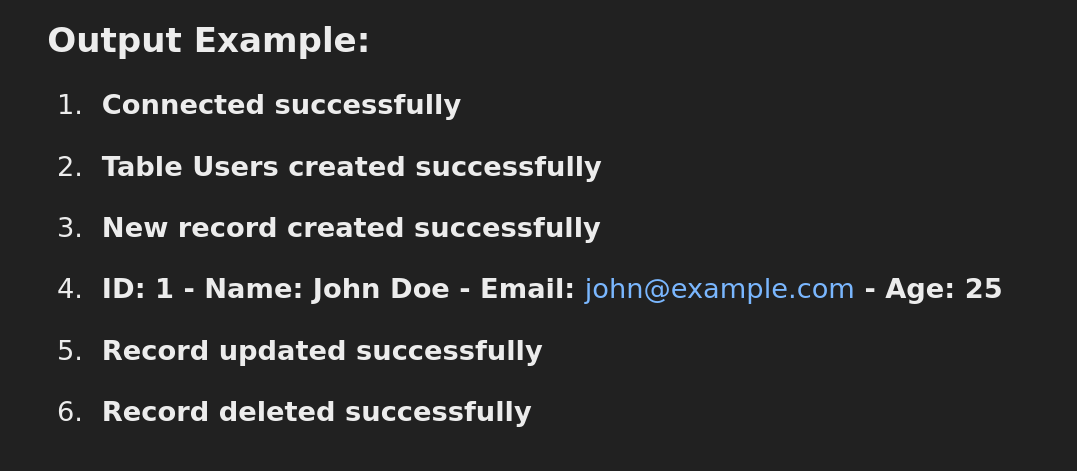 Output Example:
1. Connected successfully
2. Table Users created successfully
3. New record created successfully
4. ID: 1 - Name: John Doe - Email: john@example.com - Age: 25
5. Record updated successfully
6. Record deleted successfully